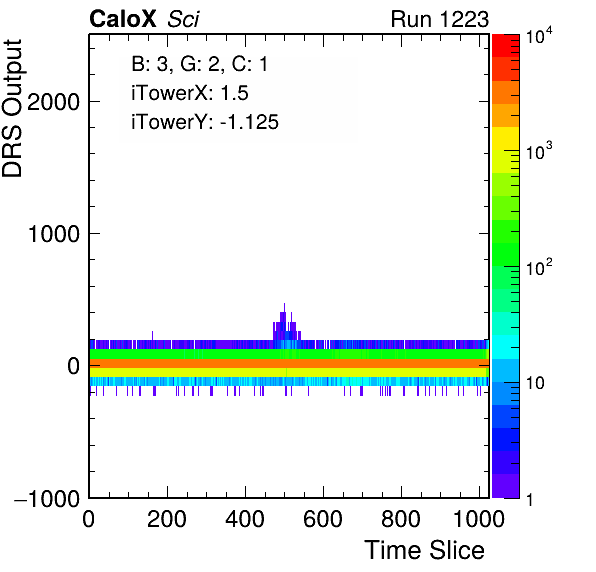 CaloX Sci Run 1223
B: 3, G: 2, C: 1
iTowerX: 1.5
iTowerY: -1.125
DRS Output
2000
1000
0
−1000
0 200 400 600 800 1000
Time Slice
10^4
10^3
10^2
10
1